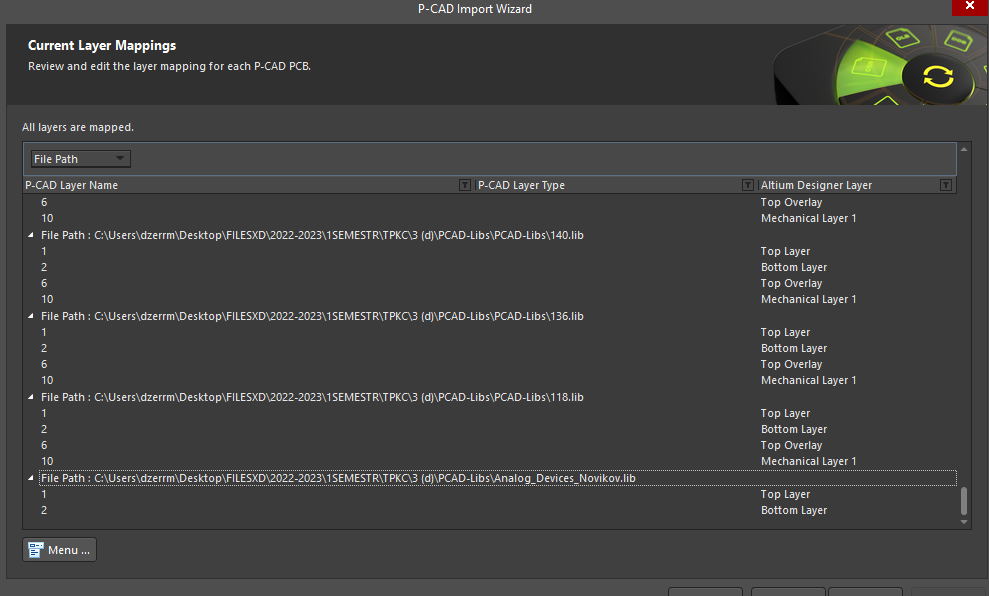 P-CAD Import Wizard
Current Layer Mappings
Review and edit the layer mapping for each P-CAD PCB.
All layers are mapped.
File Path
P-CAD Layer Name P-CAD Layer Type Altium Designer Layer
6 Top Overlay
10 Mechanical Layer 1
File Path : C:\Users\dzerrm\Desktop\FILESXD\2022-2023\1SEMESTR\TPKC\3 (d)\PCAD-Libs\PCAD-Libs\140.lib
1 Top Layer
2 Bottom Layer
6 Top Overlay
10 Mechanical Layer 1
File Path : C:\Users\dzerrm\Desktop\FILESXD\2022-2023\1SEMESTR\TPKC\3 (d)\PCAD-Libs\PCAD-Libs\136.lib
1 Top Layer
2 Bottom Layer
6 Top Overlay
10 Mechanical Layer 1
File Path : C:\Users\dzerrm\Desktop\FILESXD\2022-2023\1SEMESTR\TPKC\3 (d)\PCAD-Libs\PCAD-Libs\118.lib
1 Top Layer
2 Bottom Layer
6 Top Overlay
10 Mechanical Layer 1
File Path : C:\Users\dzerrm\Desktop\FILESXD\2022-2023\1SEMESTR\TPKC\3 (d)\PCAD-Libs\Analog_Devices_Novikov.lib
1 Top Layer
2 Bottom Layer
Menu ...